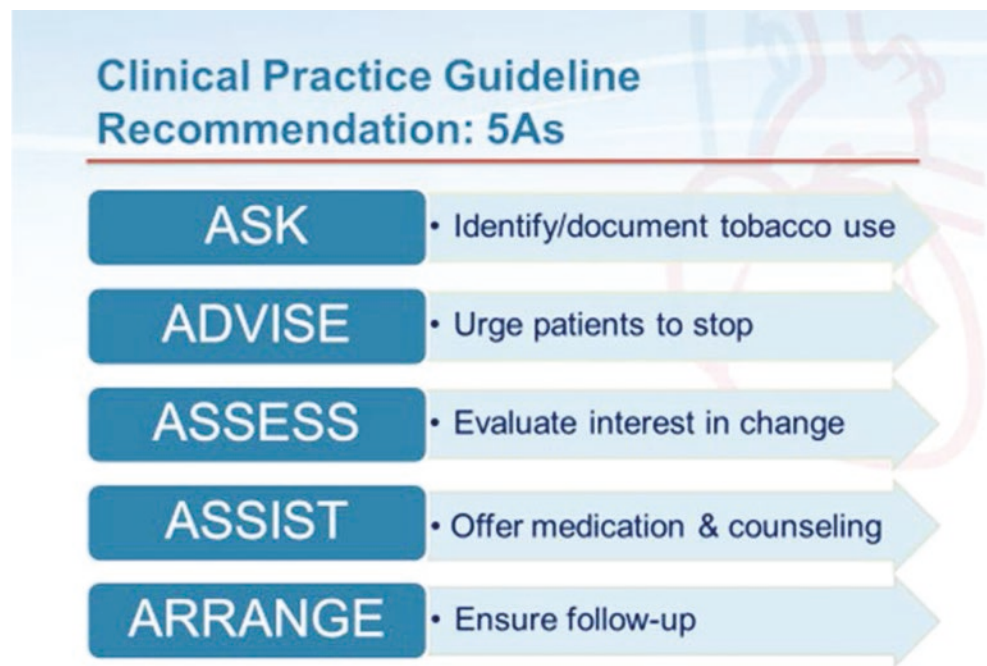 Clinical Practice Guideline
Recommendation: 5As
ASK
• Identify/document tobacco use
ADVISE
• Urge patients to stop
ASSESS
• Evaluate interest in change
ASSIST
• Offer medication & counseling
ARRANGE
• Ensure follow-up